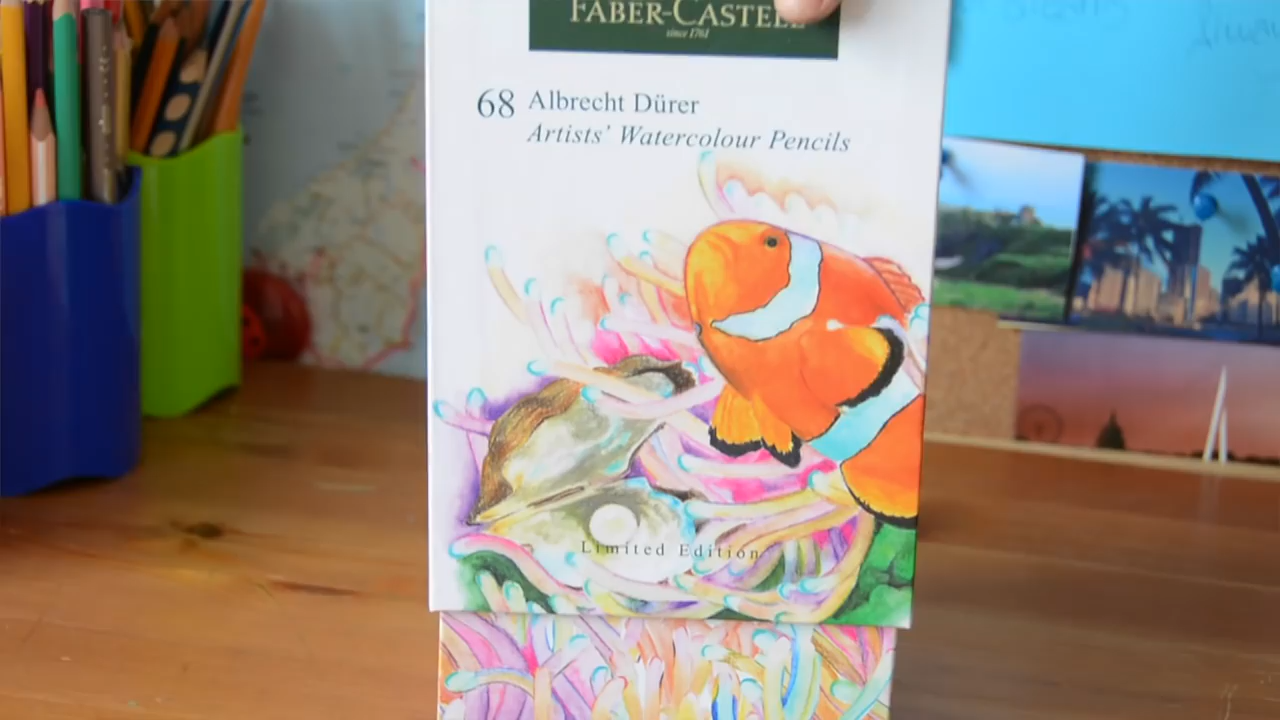 FABER-CASTELL
since 1761
68 Albrecht Dürer
Artists' Watercolour Pencils
Limited Edition